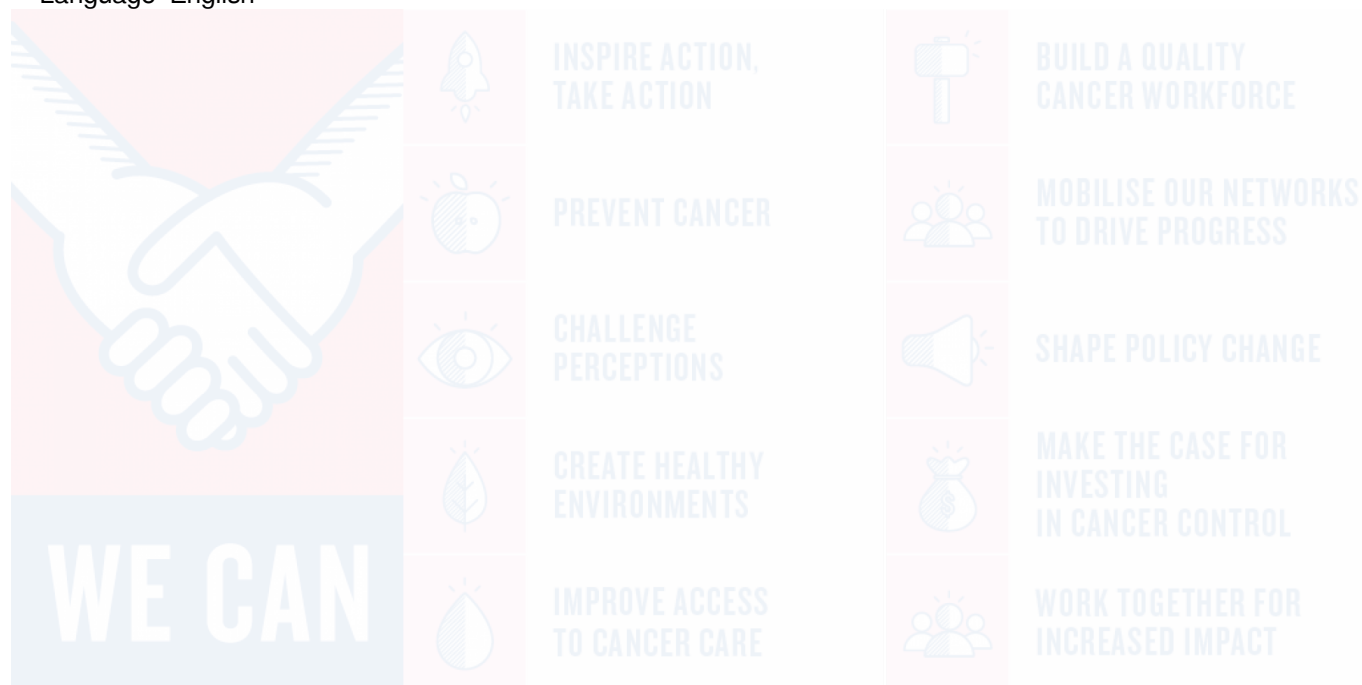 Language English
WE CAN
INSPIRE ACTION,
TAKE ACTION
PREVENT CANCER
CHALLENGE
PERCEPTIONS
CREATE HEALTHY
ENVIRONMENTS
IMPROVE ACCESS
TO CANCER CARE
BUILD A QUALITY
CANCER WORKFORCE
MOBILISE OUR NETWORKS
TO DRIVE PROGRESS
SHAPE POLICY CHANGE
MAKE THE CASE FOR
INVESTING
IN CANCER CONTROL
WORK TOGETHER FOR
INCREASED IMPACT